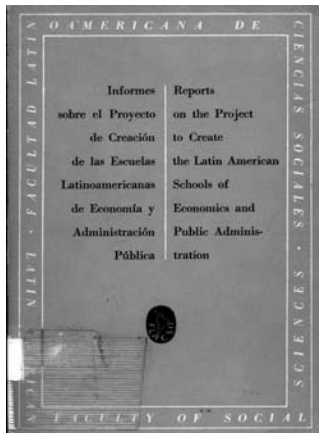 OAMERICANA DE
CIENCIAS SOCIALES · SCIENCES
FACULTAD LATIN
LATIN
FACULTY OF SOCIAL
Informes
sobre el Proyecto
de Creación
de las Escuelas
Latinoamericanas
de Economía y
Administración
Pública
Reports
on the Project
to Create
the Latin American
Schools of
Economics and
Public Adminis-
tration